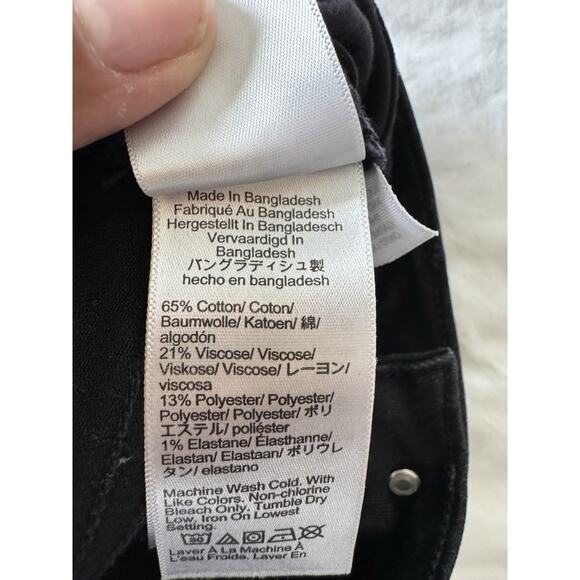 Made In Bangladesh
Fabriqué Au Bangladesh
Hergestellt In Bangladesch
Vervaardigd In
Bangladesh
バングラディシュ製
hecho en bangladesh
65% Cotton/ Coton/
Baumwolle/ Katoen/ 綿/
algodón
21% Viscose/ Viscose/
Viskose/ Viscose/ レーヨン/
viscosa
13% Polyester/ Polyester/
Polyester/ Polyester/ ポリ
エステル/ poliéster
1% Elastane/ Élasthanne/
Elastan/ Elastaan/ ポリウレ
タン/ elastano
Machine Wash Cold. With
Like Colors. Non-chlorine
Bleach Only. Tumble Dry
Low. Iron On Lowest
Setting.
30
Laver À La Machine À
L'eau Froide. Laver En